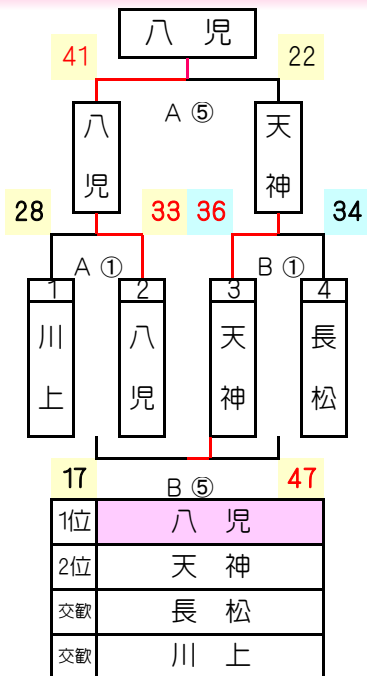 八 児
41 22
A ⑤
八児 天神
28 33 36 34
A ① B ①
1 2 3 4
川上 八児 天神 長松
17 47
B ⑤
1位 八 児
2位 天 神
交歓 長 松
交歓 川 上